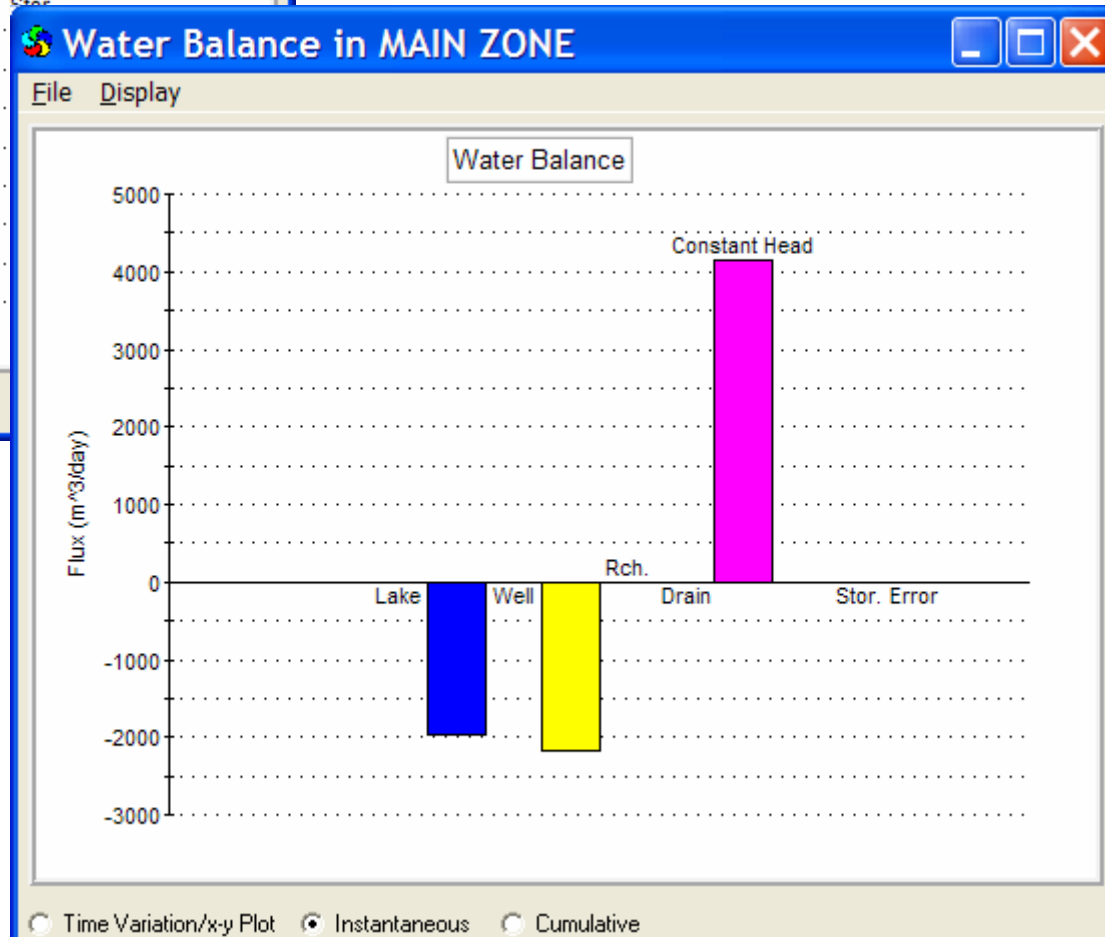 Stor
Water Balance in MAIN ZONE
File Display
Water Balance
5000
4000
3000
2000
1000
0
-1000
-2000
-3000
Flux (m^3/day)
Constant Head
Rch.
Lake Well Drain Stor. Error
Time Variation/x-y Plot Instantaneous Cumulative